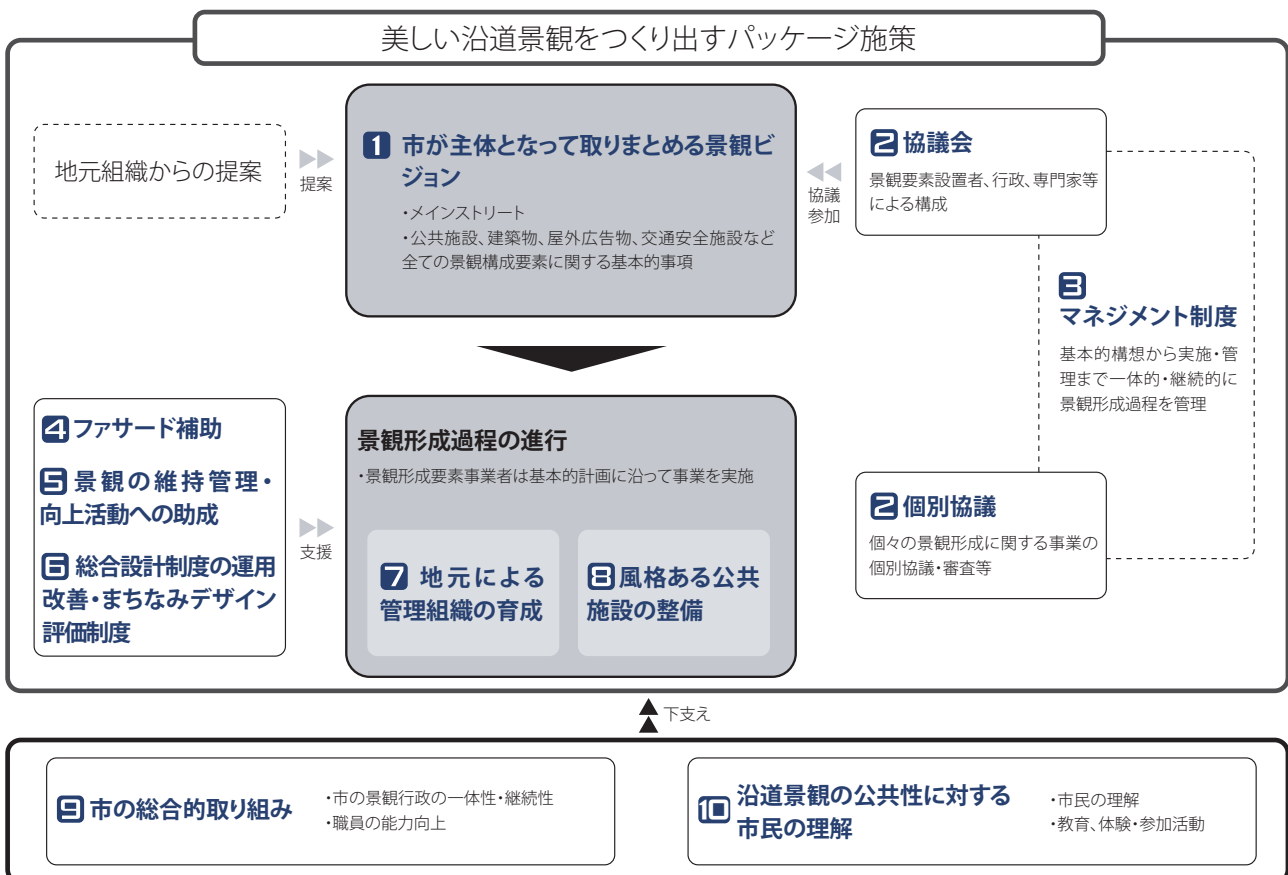 美しい沿道景観をつくり出すパッケージ施策
地元組織からの提案
提案
1 市が主体となって取りまとめる景観ビ
ジョン
・メインストリート
・公共施設、建築物、屋外広告物、交通安全施設など
全ての景観構成要素に関する基本的事項
協議
参加
2 協議会
景観要素設置者、行政、専門家等
による構成
3
マネジメント制度
基本的構想から実施・管
理まで一体的・継続的に
景観形成過程を管理
4 ファサード補助
5 景観の維持管理・
向上活動への助成
6 総合設計制度の運用
改善・まちなみデザイン
評価制度
支援
景観形成過程の進行
・景観形成要素事業者は基本的計画に沿って事業を実施
7 地元による
管理組織の育成
8 風格ある公共
施設の整備
2 個別協議
個々の景観形成に関する事業の
個別協議・審査等
下支え
9 市の総合的取り組み
・市の景観行政の一体性・継続性
・職員の能力向上
10 沿道景観の公共性に対する
市民の理解
・市民の理解
・教育、体験・参加活動